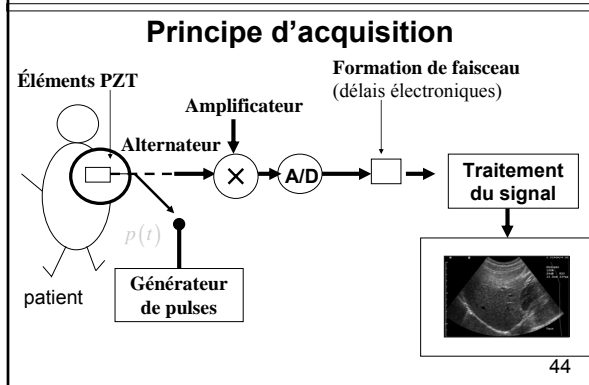 Principe d'acquisition
Éléments PZT
Formation de faisceau
(délais électroniques)
Amplificateur
Alternateur
×
A/D
Traitement
du signal
p(t)
Générateur
de pulses
patient
44